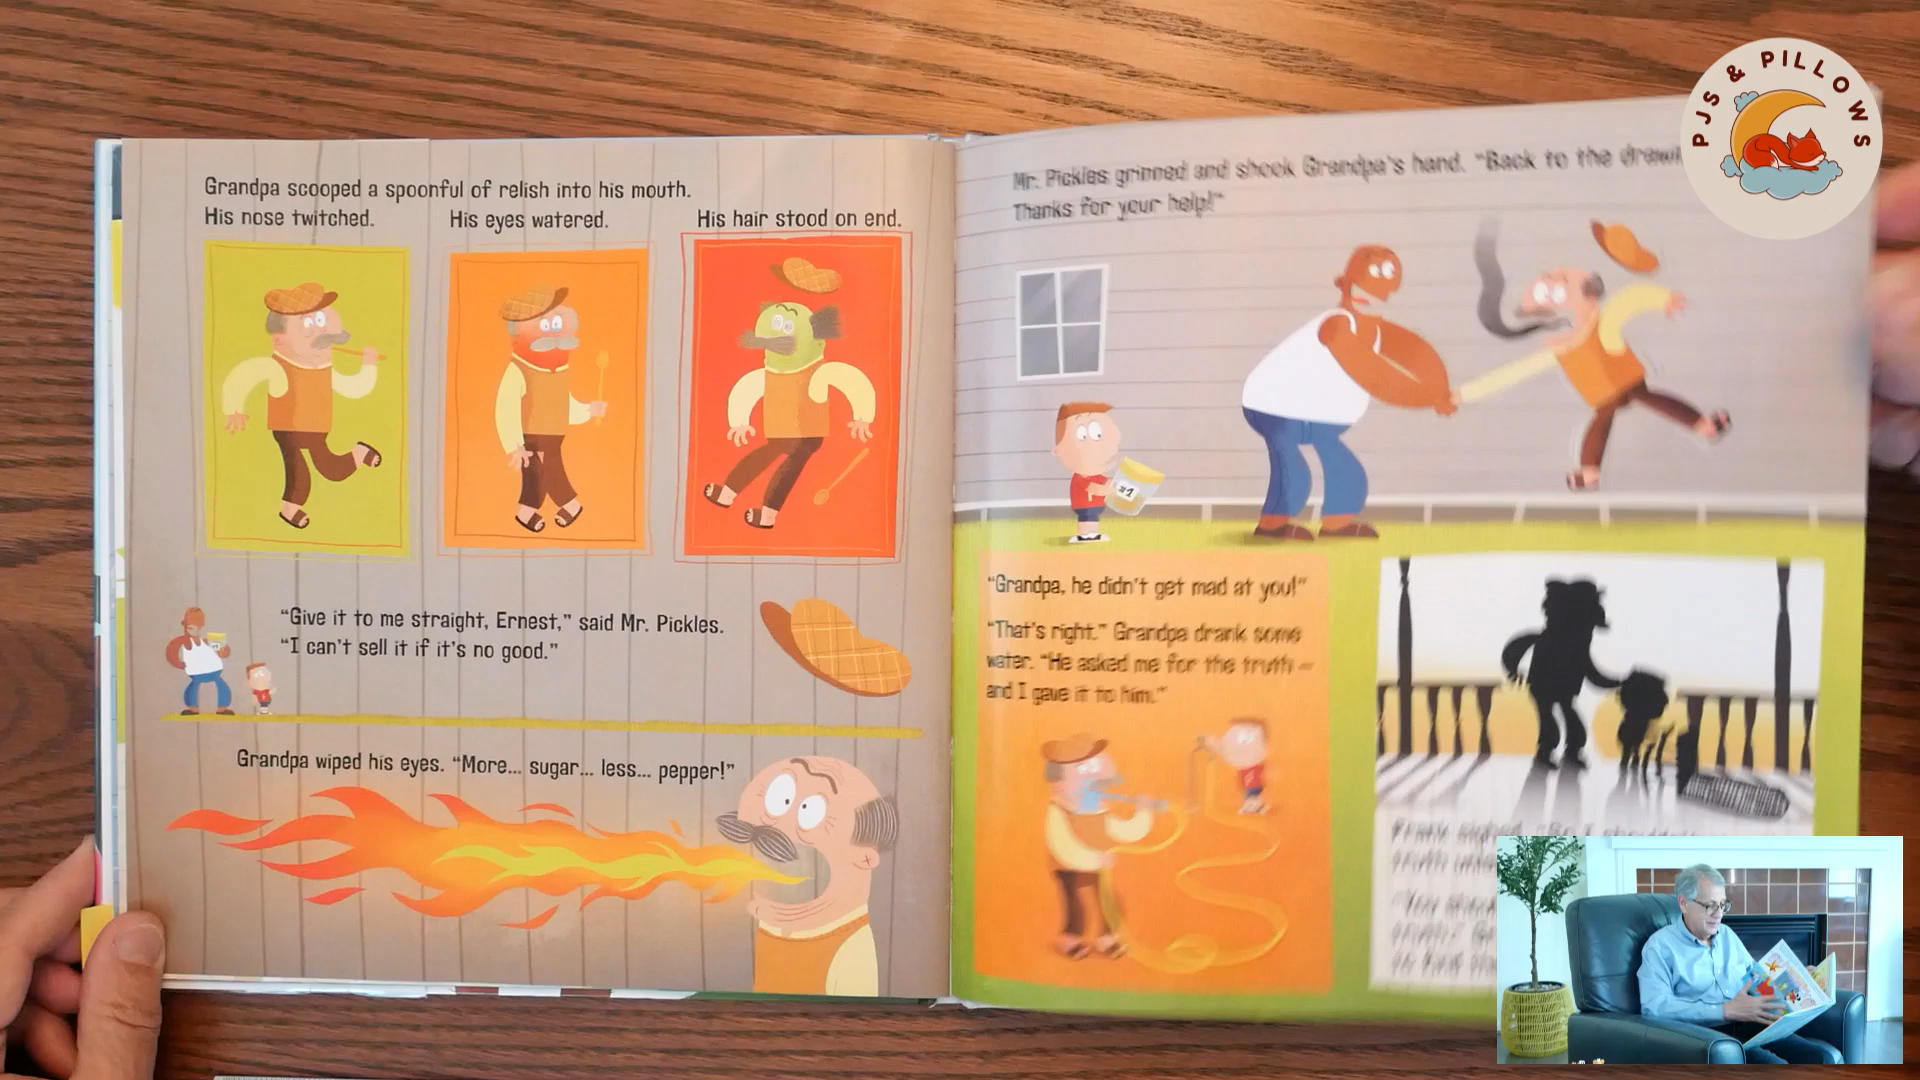 Grandpa scooped a spoonful of relish into his mouth.
His nose twitched.
His eyes watered.
His hair stood on end.
"Give it to me straight, Ernest," said Mr. Pickles.
"I can't sell it if it's no good."
Grandpa wiped his eyes. "More... sugar... less... pepper!"
Mr. Pickles grinned and shook Grandpa's hand. "Back to the
Thanks for your help!"
#1
"Grandpa, he didn't get mad at you!"
"That's right." Grandpa drank some
water. "He asked me for the truth –
and I gave it to him."
Frank sighed.
PJS & PILLOWS